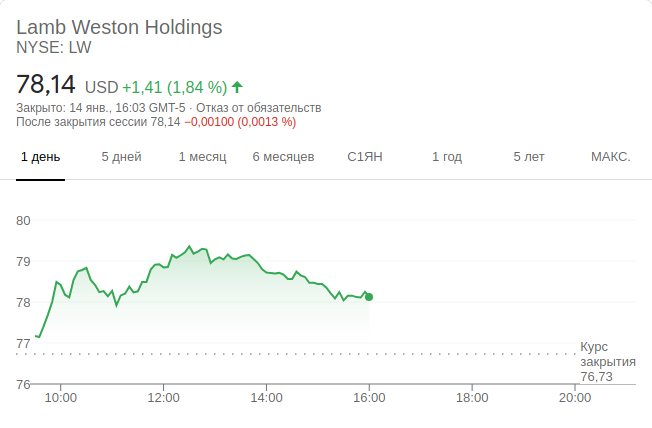 Lamb Weston Holdings
NYSE: LW
78,14 USD +1,41 (1,84 %)
Закрыто: 14 янв., 16:03 GMT-5 · Отказ от обязательств
После закрытия сессии 78,14 −0,00100 (0,0013 %)
1 день 5 дней 1 месяц 6 месяцев С1ЯН 1 год 5 лет МАКС.
80
79
78
77
Курс
закрытия
76,73
76
10:00 12:00 14:00 16:00 18:00 20:00